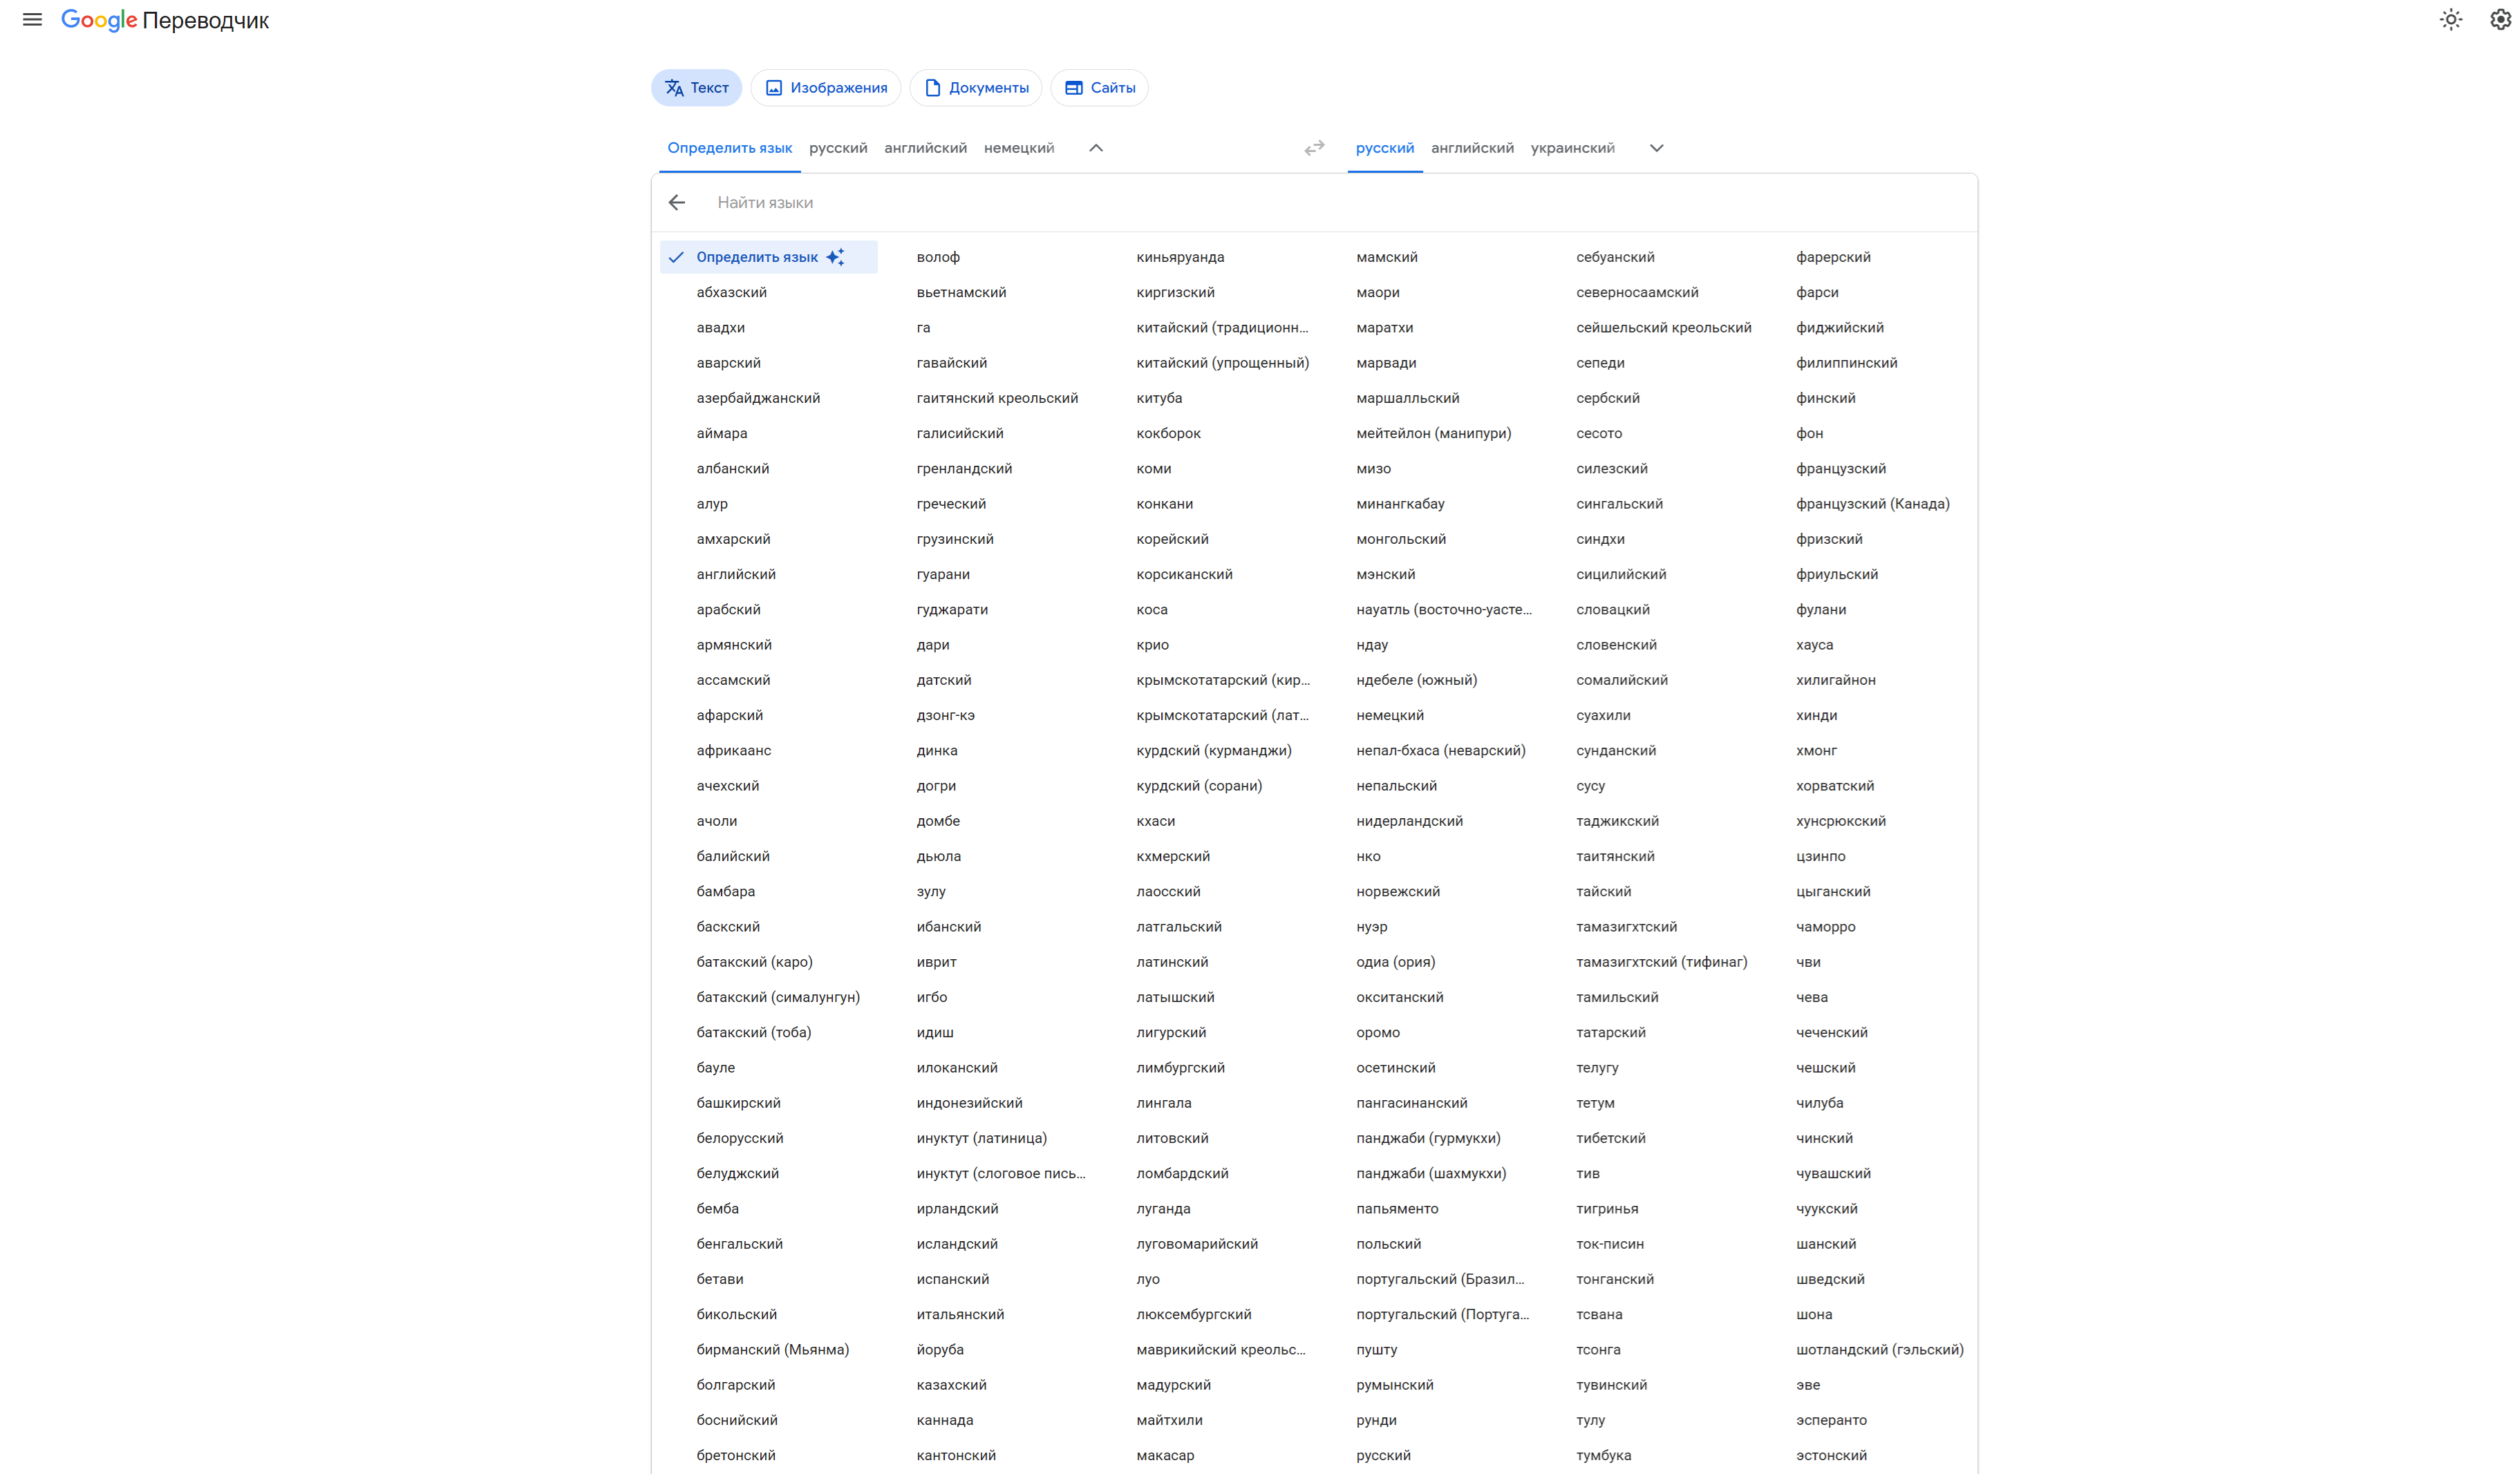 Google Переводчик
Текст
Изображения
Документы
Сайты
Определить язык
русский
английский
немецкий
русский
английский
украинский
Найти языки
Определить язык
абхазский
авадхи
аварский
азербайджанский
аймара
албанский
алур
амхарский
английский
арабский
армянский
ассамский
афарский
африкаанс
ачехский
ачоли
балийский
бамбара
баскский
батакский (каро)
батакский (сималунгун)
батакский (тоба)
бауле
башкирский
белорусский
белуджский
бемба
бенгальский
бетави
бикольский
бирманский (Мьянма)
болгарский
боснийский
бретонский
волоф
вьетнамский
га
гавайский
гаитянский креольский
галисийский
гренландский
греческий
грузинский
гуарани
гуджарати
дари
датский
дзонг-кэ
динка
догри
домбе
дьюла
зулу
ибанский
иврит
игбо
идиш
илоканский
индонезийский
инуктут (латиница)
инуктут (слоговое пись...
ирландский
исландский
испанский
итальянский
йоруба
казахский
каннада
кантонский
киньяруанда
киргизский
китайский (традиционн...
китайский (упрощенный)
китуба
кокборок
коми
конкани
корейский
корсиканский
коса
крио
крымскотатарский (кир...
крымскотатарский (лат...
курдский (курманджи)
курдский (сорани)
кхаси
кхмерский
лаосский
латгальский
латинский
латышский
лигурский
лимбургский
лингала
литовский
ломбардский
луганда
луговомарийский
луо
люксембургский
маврикийский креольс...
мадурский
майтхили
макасар
мамский
маори
маратхи
марвади
маршалльский
мейтейлон (манипури)
мизо
минангкабау
монгольский
мэнский
науатль (восточно-уасте...
ндау
ндебеле (южный)
немецкий
непал-бхаса (неварский)
непальский
нидерландский
нко
норвежский
нуэр
одиа (ория)
окситанский
оромо
осетинский
пангасинанский
панджаби (гурмукхи)
панджаби (шахмукхи)
папьяменто
польский
португальский (Бразил...
португальский (Португа...
пушту
румынский
рунди
русский
себуанский
северносаамский
сейшельский креольский
сепеди
сербский
сесото
силезский
сингальский
синдхи
сицилийский
словацкий
словенский
сомалийский
суахили
сунданский
сусу
таджикский
таитянский
тайский
тамазигхтский
тамазигхтский (тифинаг)
тамильский
татарский
телугу
тетум
тибетский
тив
тигринья
ток-писин
тонганский
тсвана
тсонга
тувинский
тулу
тумбука
фарерский
фарси
фиджийский
филиппинский
финский
фон
французский
французский (Канада)
фризский
фриульский
фулани
хауса
хилигайнон
хинди
хмонг
хорватский
хунсрюкский
цзинпо
цыганский
чаморро
чви
чева
чеченский
чешский
чилуба
чинский
чувашский
чуукский
шанский
шведский
шона
шотландский (гэльский)
эве
эсперанто
эстонский